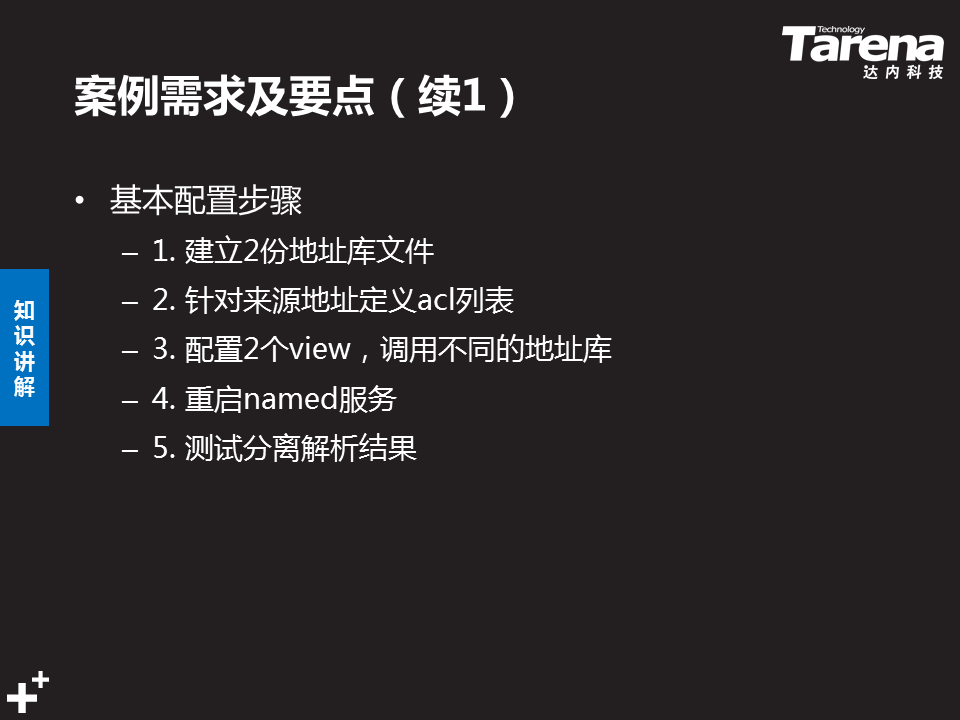 Technology
Tarena
达内科技
案例需求及要点（续1）
• 基本配置步骤
– 1. 建立2份地址库文件
– 2. 针对来源地址定义acl列表
– 3. 配置2个view，调用不同的地址库
– 4. 重启named服务
– 5. 测试分离解析结果
知
识
讲
解